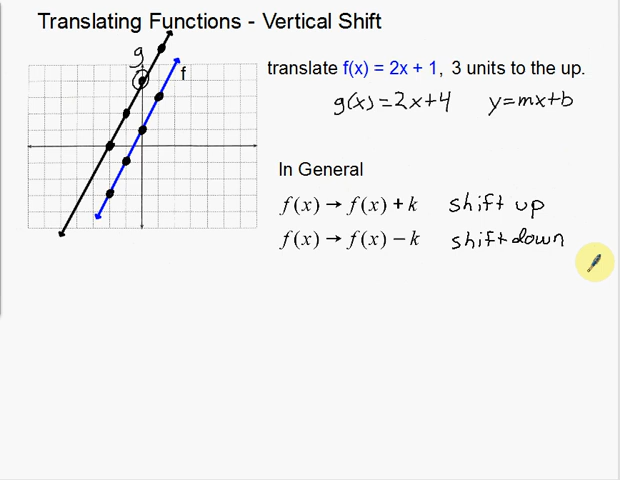 Translating Functions - Vertical Shift
g
f
translate f(x) = 2x + 1, 3 units to the up.
g(x) = 2x+4 y=mx+b
In General
f(x) → f(x) + k shift up
f(x) → f(x) − k shift down